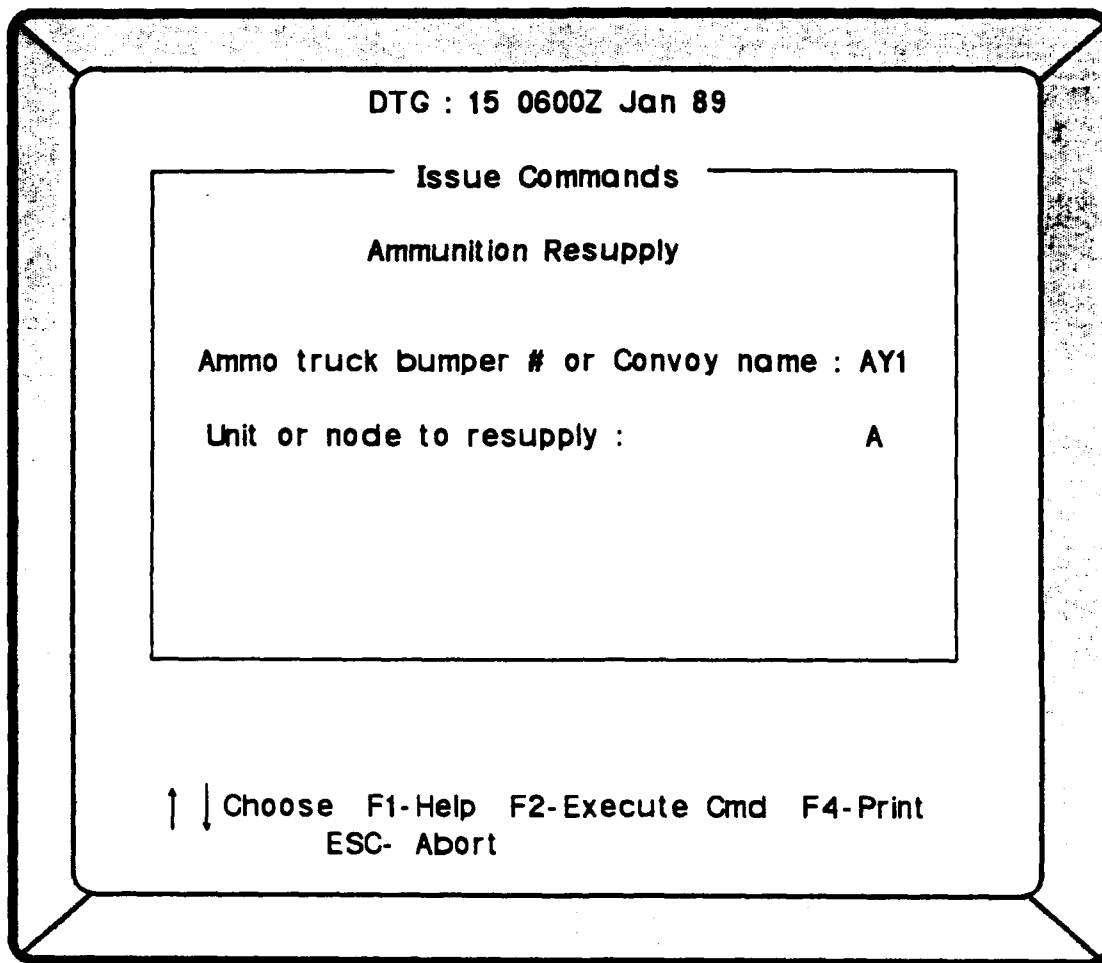 DTG : 15 0600Z Jan 89
Issue Commands
Ammunition Resupply
Ammo truck bumper # or Convoy name : AY1
Unit or node to resupply : A
↑ ↓ Choose F1-Help F2-Execute Cmd F4-Print
ESC- Abort